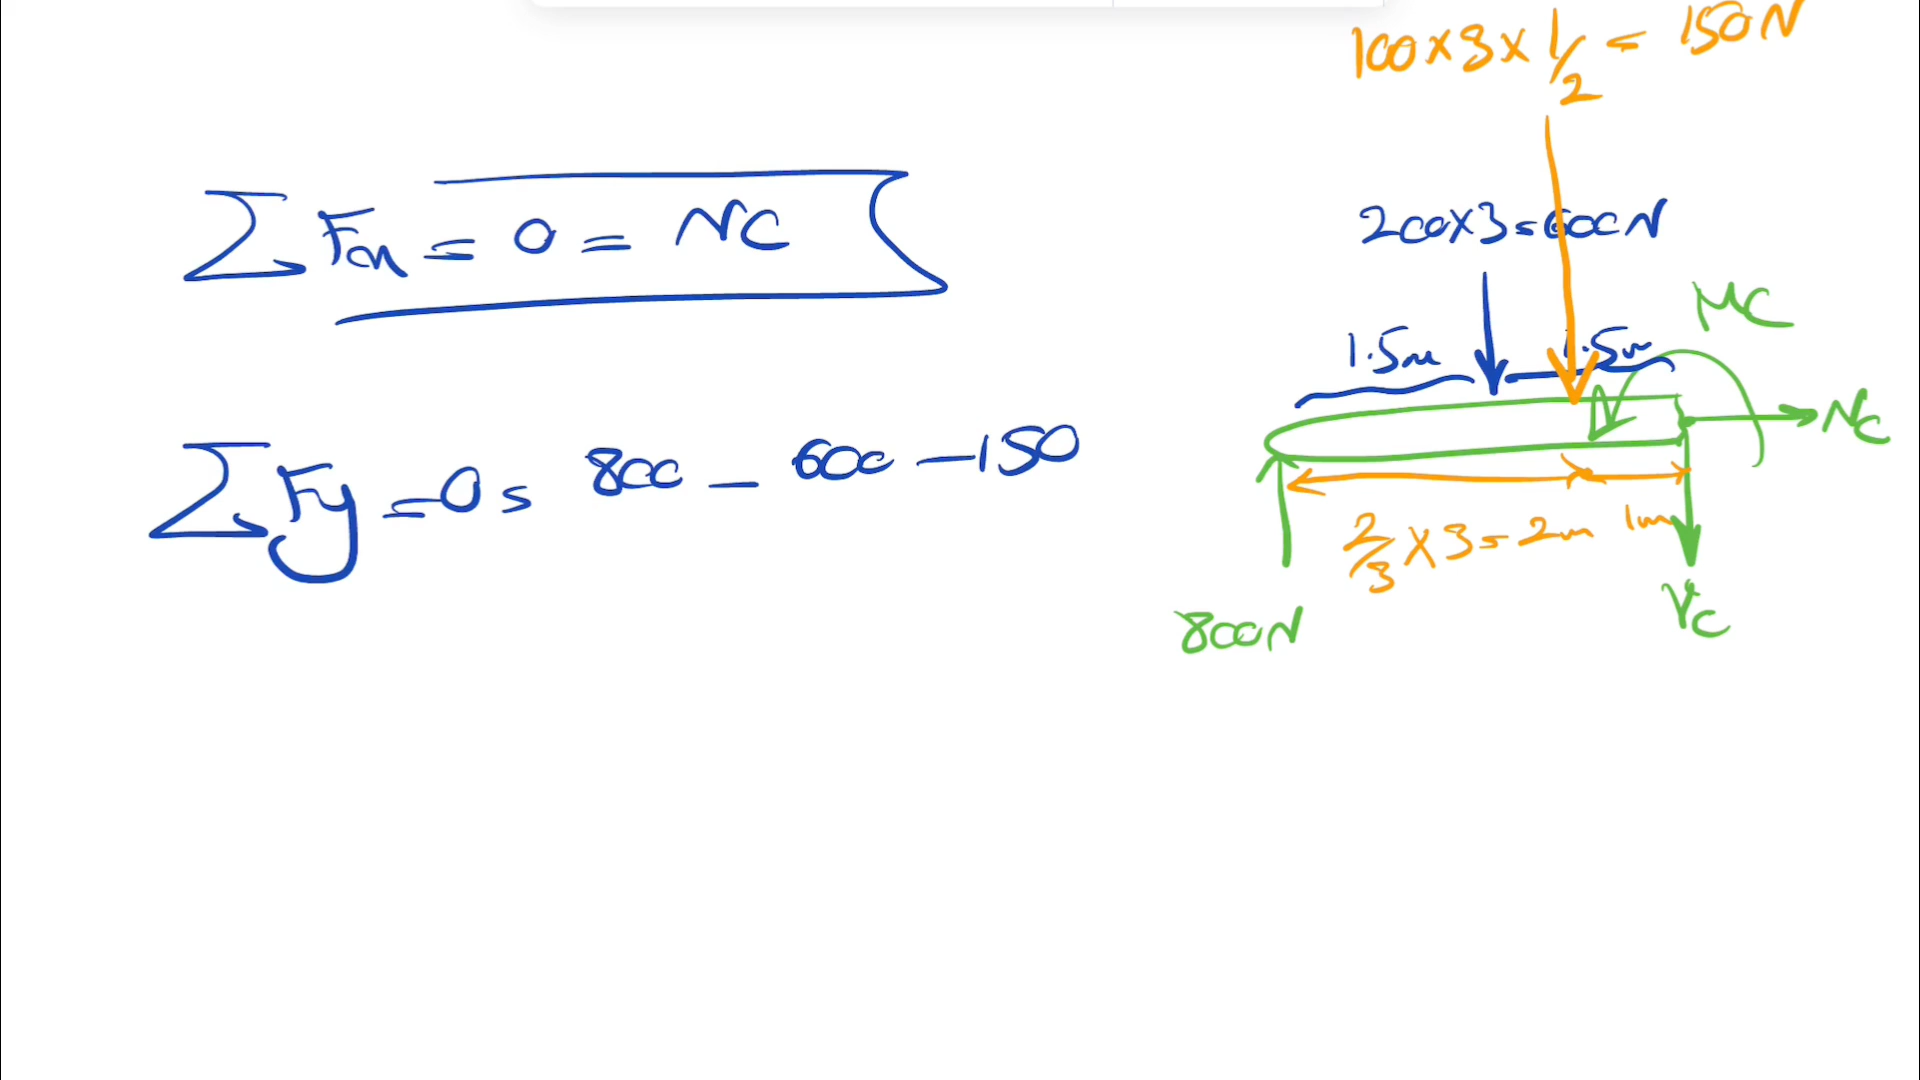 100×3×1/2 = 150N
ΣFx = 0 = NC
200×3=600N
MC
1.5m
1.5m
NC
ΣFy = 0 = 800 - 600 - 150
2/3 × 3 = 2m
1m
800N
VC